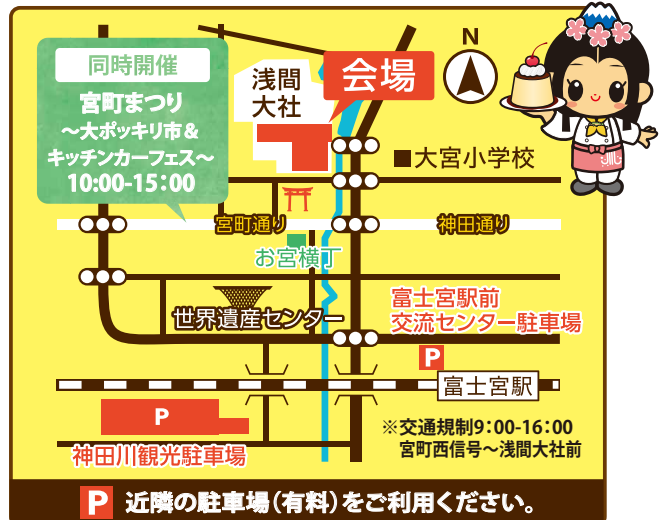 同時開催
宮町まつり
～大ポッキリ市&
キッチンカーフェス～
10:00-15:00
浅間
大社
会場
N
大宮小学校
宮町通り
神田通り
お宮横丁
世界遺産センター
富士宮駅前
交流センター駐車場
P
富士宮駅
P
神田川観光駐車場
※交通規制9:00-16:00
宮町西信号～浅間大社前
P 近隣の駐車場(有料)をご利用ください。